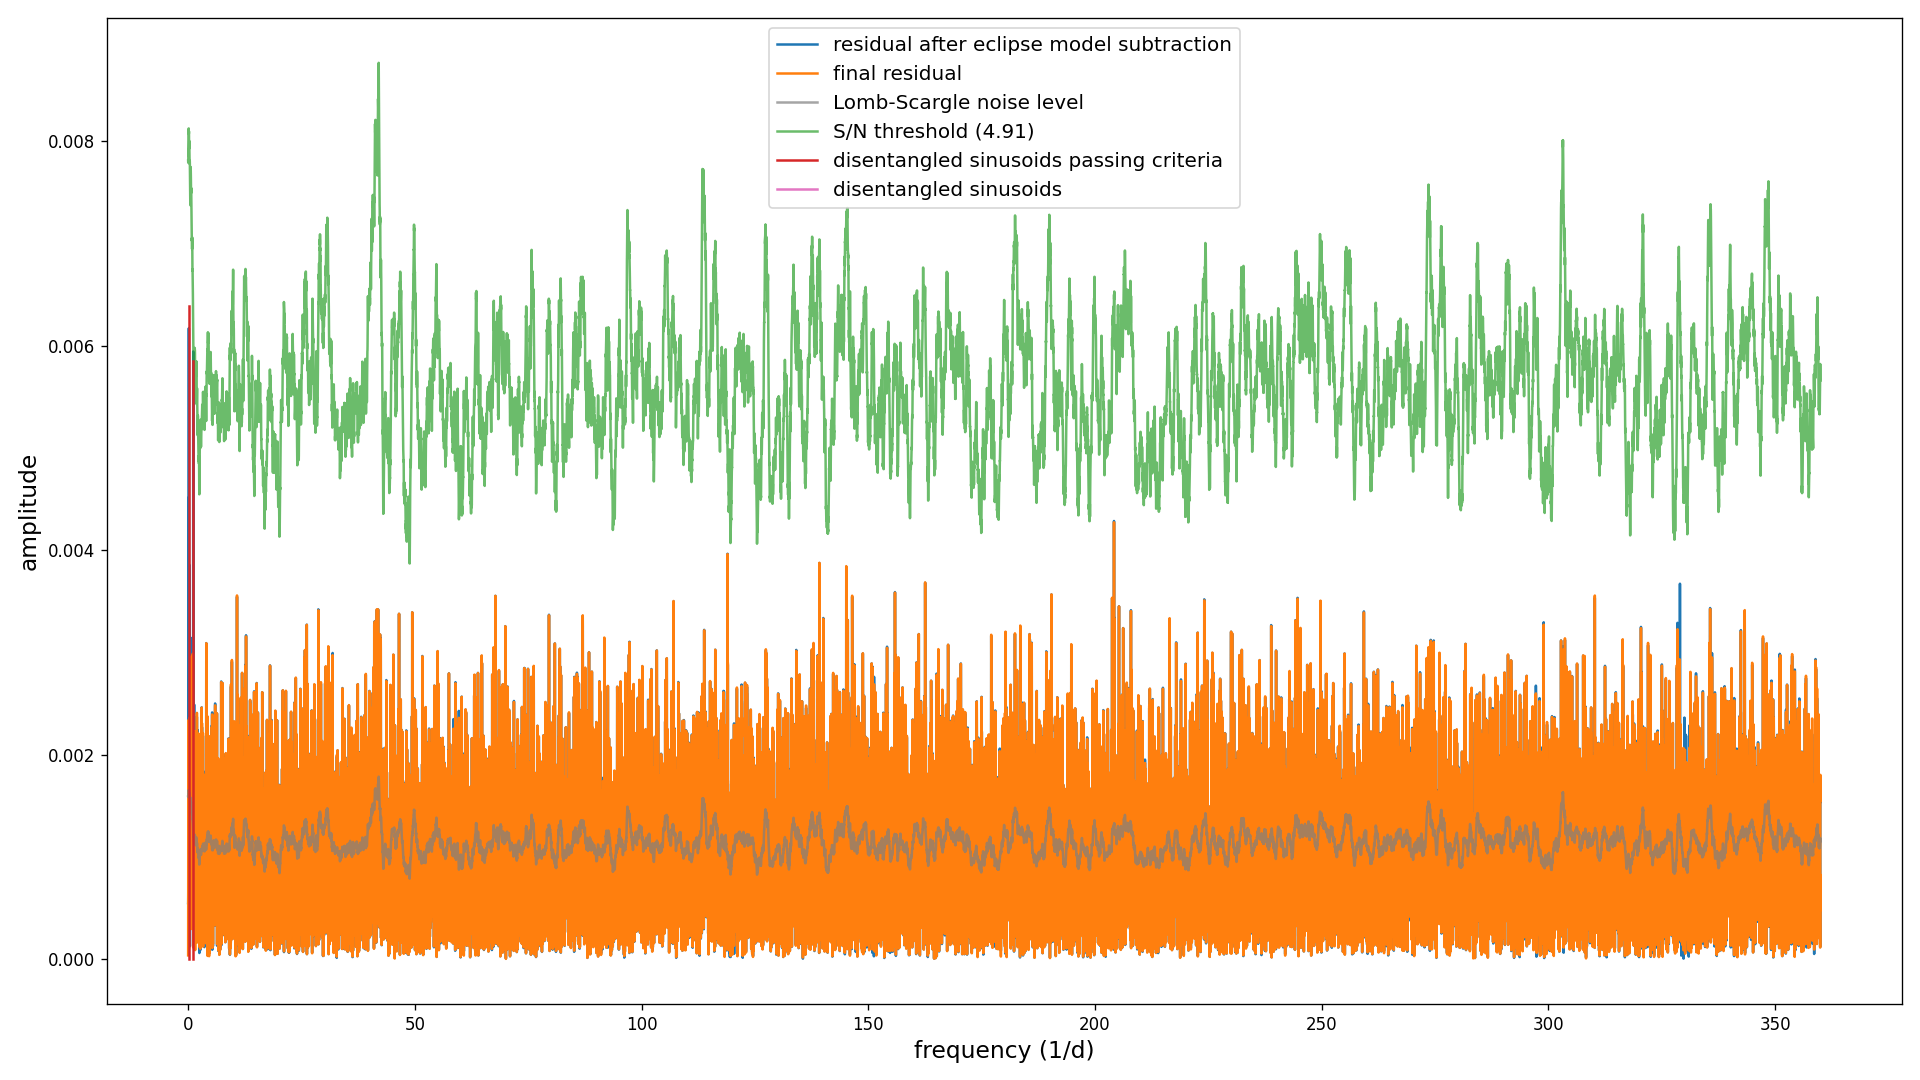 residual after eclipse model subtraction
final residual
Lomb-Scargle noise level
S/N threshold (4.91)
disentangled sinusoids passing criteria
disentangled sinusoids
amplitude
0.008
0.006
0.004
0.002
0.000
0 50 100 150 200 250 300 350
frequency (1/d)